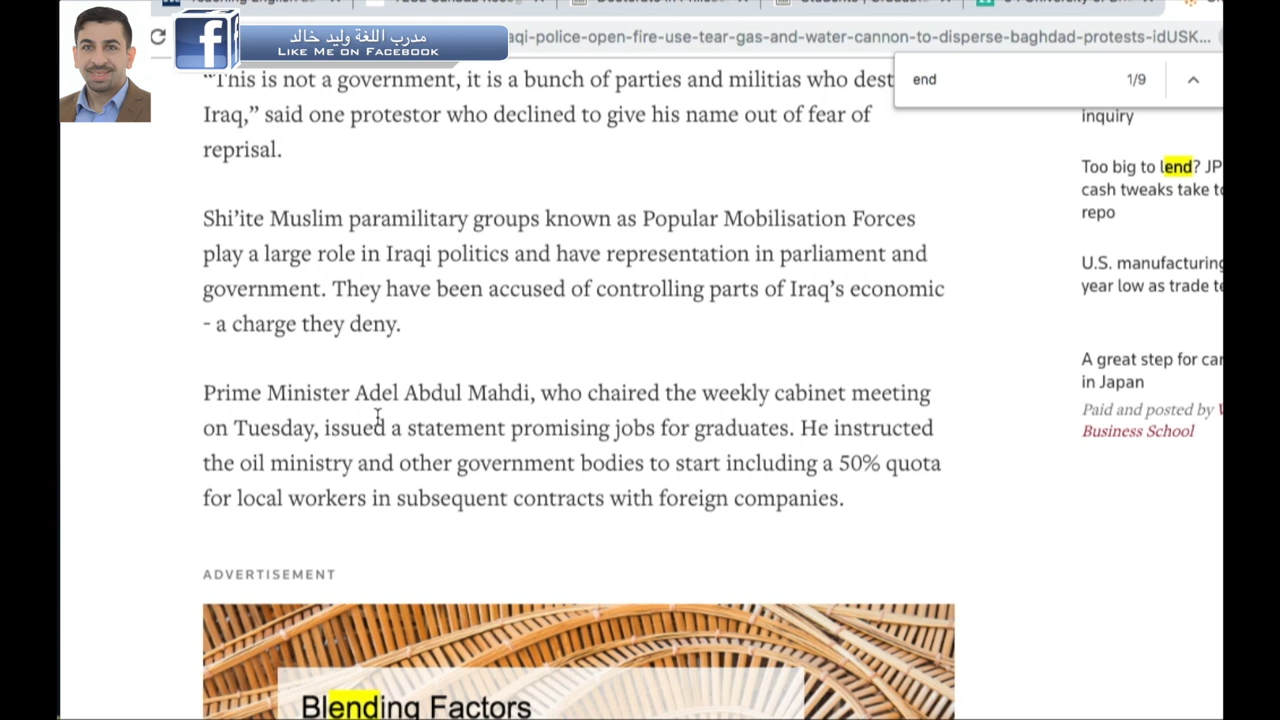 مدرب اللغة وليد خالد
LIKE ME ON FACEBOOK
aqi-police-open-fire-use-tear-gas-and-water-cannon-to-disperse-baghdad-protests-idUSK...
end 1/9
“This is not a government, it is a bunch of parties and militias who dest
Iraq,” said one protestor who declined to give his name out of fear of
reprisal.
Shi’ite Muslim paramilitary groups known as Popular Mobilisation Forces
play a large role in Iraqi politics and have representation in parliament and
government. They have been accused of controlling parts of Iraq’s economic
- a charge they deny.
Prime Minister Adel Abdul Mahdi, who chaired the weekly cabinet meeting
on Tuesday, issued a statement promising jobs for graduates. He instructed
the oil ministry and other government bodies to start including a 50% quota
for local workers in subsequent contracts with foreign companies.
ADVERTISEMENT
Blending Factors
inquiry
Too big to lend? JP
cash tweaks take t
repo
U.S. manufacturing
year low as trade t
A great step for car
in Japan
Paid and posted by
Business School